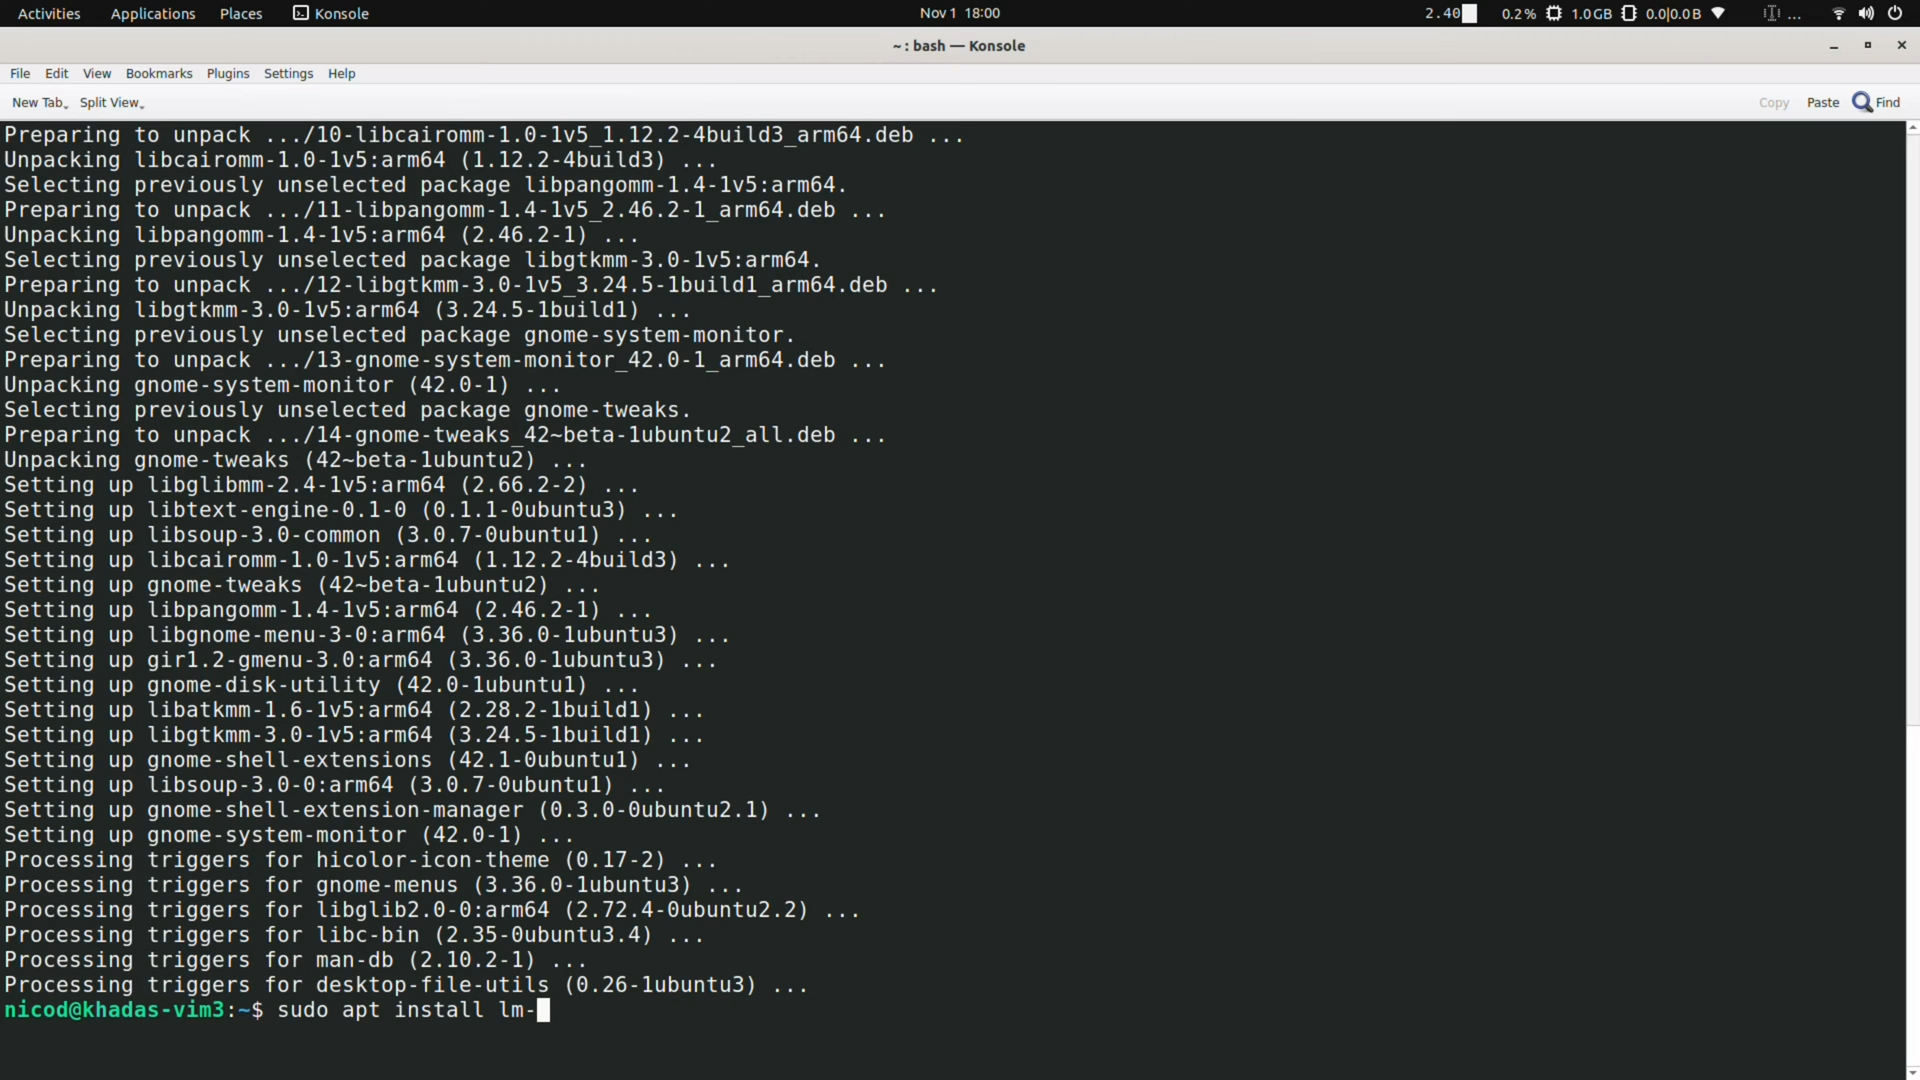 Activities Applications Places Konsole Nov 1 18:00 2.40 0.2% 1.0GB 0.0|0.0B ...
~ : bash — Konsole
File Edit View Bookmarks Plugins Settings Help
New Tab Split View Copy Paste Find
Preparing to unpack .../10-libcairomm-1.0-1v5_1.12.2-4build3_arm64.deb ...
Unpacking libcairomm-1.0-1v5:arm64 (1.12.2-4build3) ...
Selecting previously unselected package libpangomm-1.4-1v5:arm64.
Preparing to unpack .../11-libpangomm-1.4-1v5_2.46.2-1_arm64.deb ...
Unpacking libpangomm-1.4-1v5:arm64 (2.46.2-1) ...
Selecting previously unselected package libgtkmm-3.0-1v5:arm64.
Preparing to unpack .../12-libgtkmm-3.0-1v5_3.24.5-1build1_arm64.deb ...
Unpacking libgtkmm-3.0-1v5:arm64 (3.24.5-1build1) ...
Selecting previously unselected package gnome-system-monitor.
Preparing to unpack .../13-gnome-system-monitor_42.0-1_arm64.deb ...
Unpacking gnome-system-monitor (42.0-1) ...
Selecting previously unselected package gnome-tweaks.
Preparing to unpack .../14-gnome-tweaks_42~beta-1ubuntu2_all.deb ...
Unpacking gnome-tweaks (42~beta-1ubuntu2) ...
Setting up libglibmm-2.4-1v5:arm64 (2.66.2-2) ...
Setting up libtext-engine-0.1-0 (0.1.1-0ubuntu3) ...
Setting up libsoup-3.0-common (3.0.7-0ubuntu1) ...
Setting up libcairomm-1.0-1v5:arm64 (1.12.2-4build3) ...
Setting up gnome-tweaks (42~beta-1ubuntu2) ...
Setting up libpangomm-1.4-1v5:arm64 (2.46.2-1) ...
Setting up libgnome-menu-3-0:arm64 (3.36.0-1ubuntu3) ...
Setting up gir1.2-gmenu-3.0:arm64 (3.36.0-1ubuntu3) ...
Setting up gnome-disk-utility (42.0-1ubuntu1) ...
Setting up libatkmm-1.6-1v5:arm64 (2.28.2-1build1) ...
Setting up libgtkmm-3.0-1v5:arm64 (3.24.5-1build1) ...
Setting up gnome-shell-extensions (42.1-0ubuntu1) ...
Setting up libsoup-3.0-0:arm64 (3.0.7-0ubuntu1) ...
Setting up gnome-shell-extension-manager (0.3.0-0ubuntu2.1) ...
Setting up gnome-system-monitor (42.0-1) ...
Processing triggers for hicolor-icon-theme (0.17-2) ...
Processing triggers for gnome-menus (3.36.0-1ubuntu3) ...
Processing triggers for libglib2.0-0:arm64 (2.72.4-0ubuntu2.2) ...
Processing triggers for libc-bin (2.35-0ubuntu3.4) ...
Processing triggers for man-db (2.10.2-1) ...
Processing triggers for desktop-file-utils (0.26-1ubuntu3) ...
nicod@khadas-vim3:~$ sudo apt install lm-